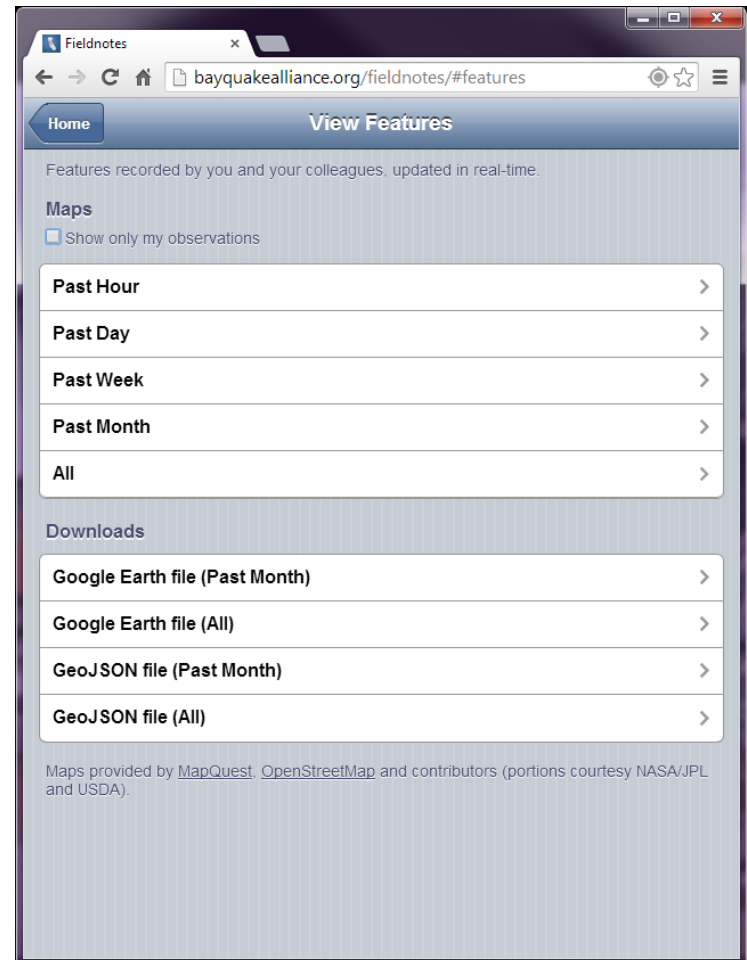 Fieldnotes
bayquakealliance.org/fieldnotes/#features
Home
View Features
Features recorded by you and your colleagues, updated in real-time.
Maps
Show only my observations
Past Hour
Past Day
Past Week
Past Month
All
Downloads
Google Earth file (Past Month)
Google Earth file (All)
GeoJSON file (Past Month)
GeoJSON file (All)
Maps provided by MapQuest, OpenStreetMap and contributors (portions courtesy NASA/JPL
and USDA).